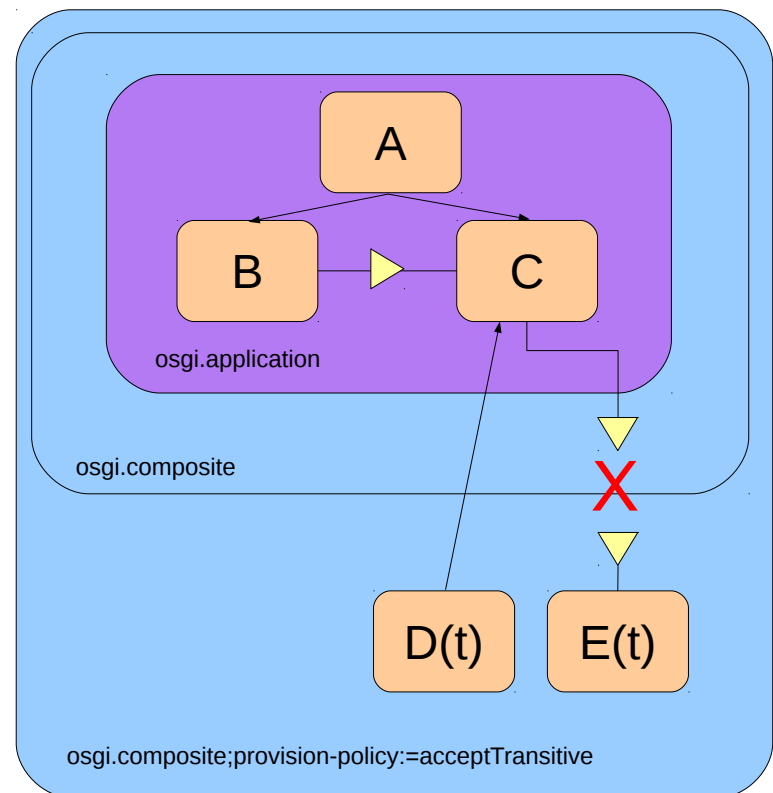 A
B
C
osgi.application
osgi.composite
X
D(t)
E(t)
osgi.composite;provision-policy:=acceptTransitive